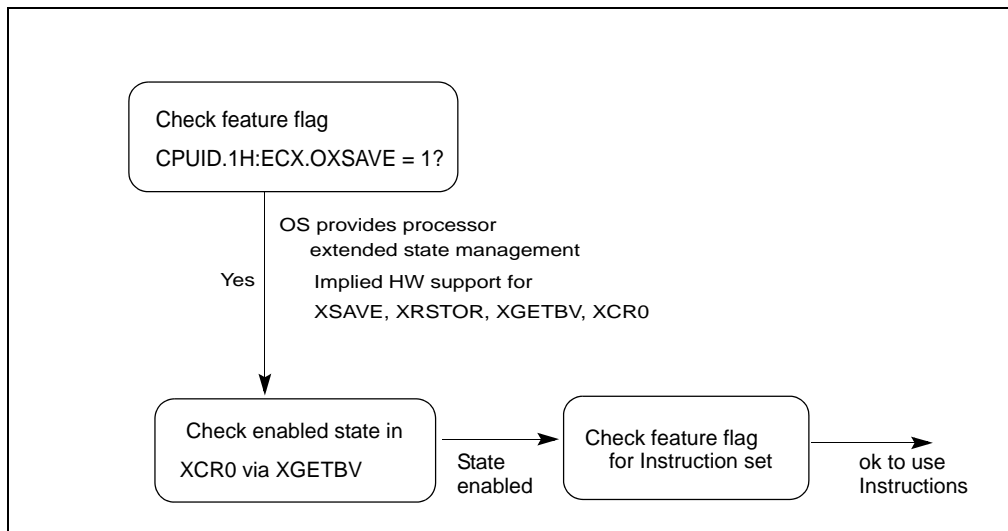 Check feature flag
CPUID.1H:ECX.OXSAVE = 1?
OS provides processor
extended state management
Yes
Implied HW support for
XSAVE, XRSTOR, XGETBV, XCR0
Check enabled state in
XCR0 via XGETBV
State
enabled
Check feature flag
for Instruction set
ok to use
Instructions